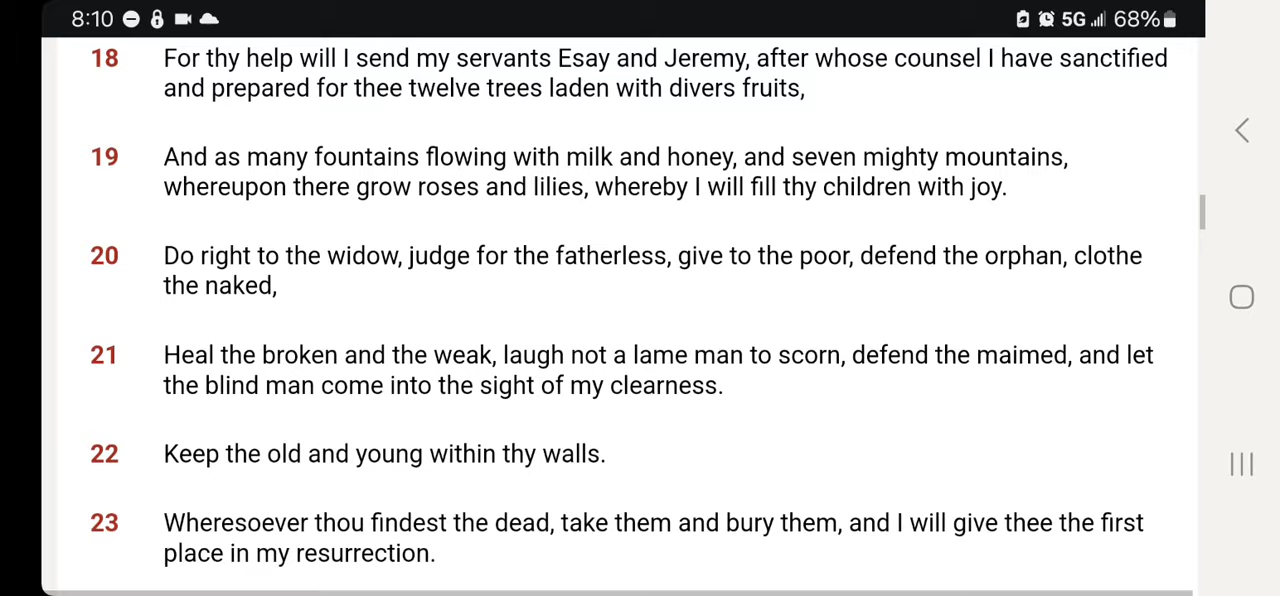 8:10 5G 68%
18 For thy help will I send my servants Esay and Jeremy, after whose counsel I have sanctified
and prepared for thee twelve trees laden with divers fruits,
19 And as many fountains flowing with milk and honey, and seven mighty mountains,
whereupon there grow roses and lilies, whereby I will fill thy children with joy.
20 Do right to the widow, judge for the fatherless, give to the poor, defend the orphan, clothe
the naked,
21 Heal the broken and the weak, laugh not a lame man to scorn, defend the maimed, and let
the blind man come into the sight of my clearness.
22 Keep the old and young within thy walls.
23 Wheresoever thou findest the dead, take them and bury them, and I will give thee the first
place in my resurrection.